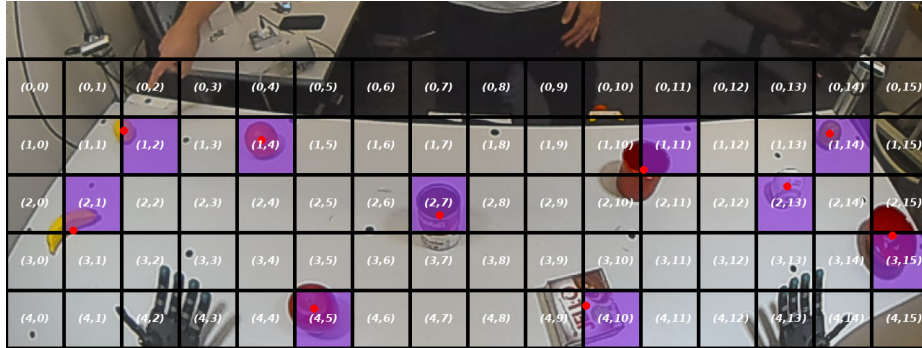 (0,0) (0,1) (0,2) (0,3) (0,4) (0,5) (0,6) (0,7) (0,8) (0,9) (0,10) (0,11) (0,12) (0,13) (0,14) (0,15)
(1,0) (1,1) (1,2) (1,3) (1,4) (1,5) (1,6) (1,7) (1,8) (1,9) (1,10) (1,11) (1,12) (1,13) (1,14) (1,15)
(2,0) (2,1) (2,2) (2,3) (2,4) (2,5) (2,6) (2,7) (2,8) (2,9) (2,10) (2,11) (2,12) (2,13) (2,14) (2,15)
(3,0) (3,1) (3,2) (3,3) (3,4) (3,5) (3,6) (3,7) (3,8) (3,9) (3,10) (3,11) (3,12) (3,13) (3,14) (3,15)
(4,0) (4,1) (4,2) (4,3) (4,4) (4,5) (4,6) (4,7) (4,8) (4,9) (4,10) (4,11) (4,12) (4,13) (4,14) (4,15)